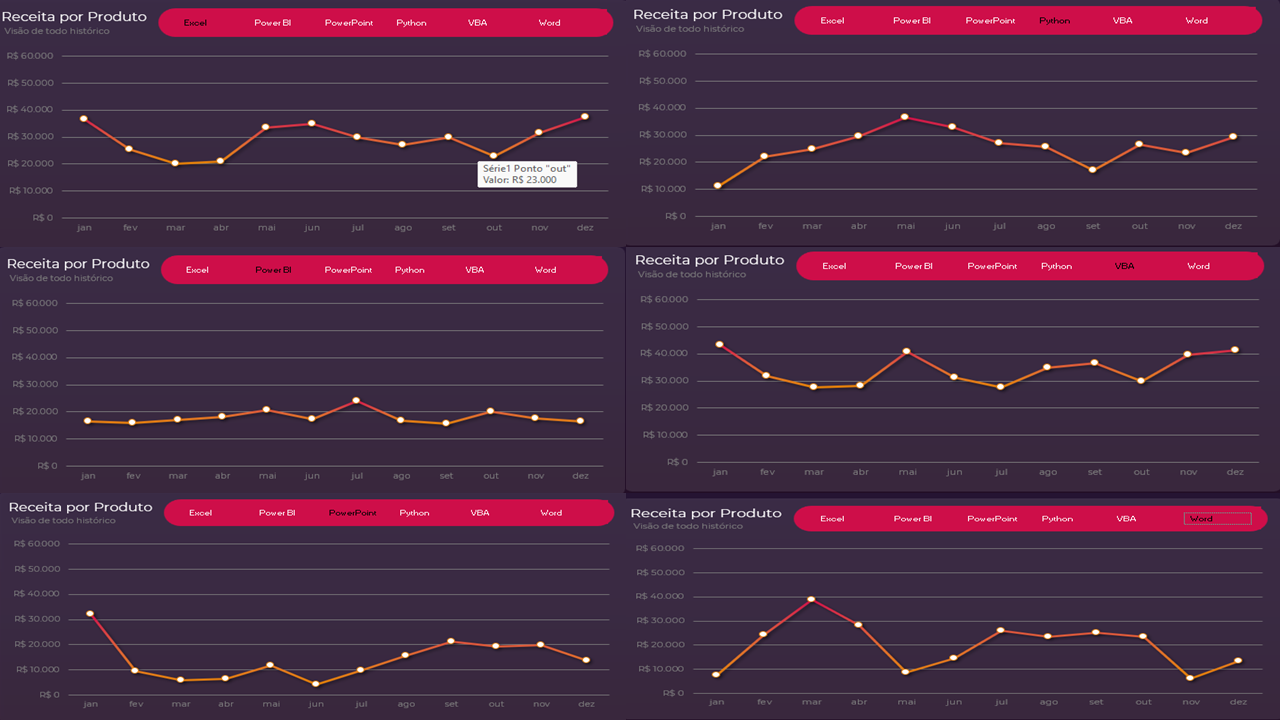 Receita por Produto
Visão de todo histórico
Excel Power BI PowerPoint Python VBA Word
R$ 60.000
R$ 50.000
R$ 40.000
R$ 30.000
R$ 20.000
R$ 10.000
R$ 0
Série1 Ponto "out"
Valor: R$ 23.000
jan fev mar abr mai jun jul ago set out nov dez
Receita por Produto
Visão de todo histórico
Excel Power BI PowerPoint Python VBA Word
R$ 60.000
R$ 50.000
R$ 40.000
R$ 30.000
R$ 20.000
R$ 10.000
R$ 0
jan fev mar abr mai jun jul ago set out nov dez
Receita por Produto
Visão de todo histórico
Excel Power BI PowerPoint Python VBA Word
R$ 60.000
R$ 50.000
R$ 40.000
R$ 30.000
R$ 20.000
R$ 10.000
R$ 0
jan fev mar abr mai jun jul ago set out nov dez
Receita por Produto
Visão de todo histórico
Excel Power BI PowerPoint Python VBA Word
R$ 60.000
R$ 50.000
R$ 40.000
R$ 30.000
R$ 20.000
R$ 10.000
R$ 0
jan fev mar abr mai jun jul ago set out nov dez
Receita por Produto
Visão de todo histórico
Excel Power BI PowerPoint Python VBA Word
R$ 60.000
R$ 50.000
R$ 40.000
R$ 30.000
R$ 20.000
R$ 10.000
R$ 0
jan fev mar abr mai jun jul ago set out nov dez
Receita por Produto
Visão de todo histórico
Excel Power BI PowerPoint Python VBA Word
R$ 60.000
R$ 50.000
R$ 40.000
R$ 30.000
R$ 20.000
R$ 10.000
R$ 0
jan fev mar abr mai jun jul ago set out nov dez